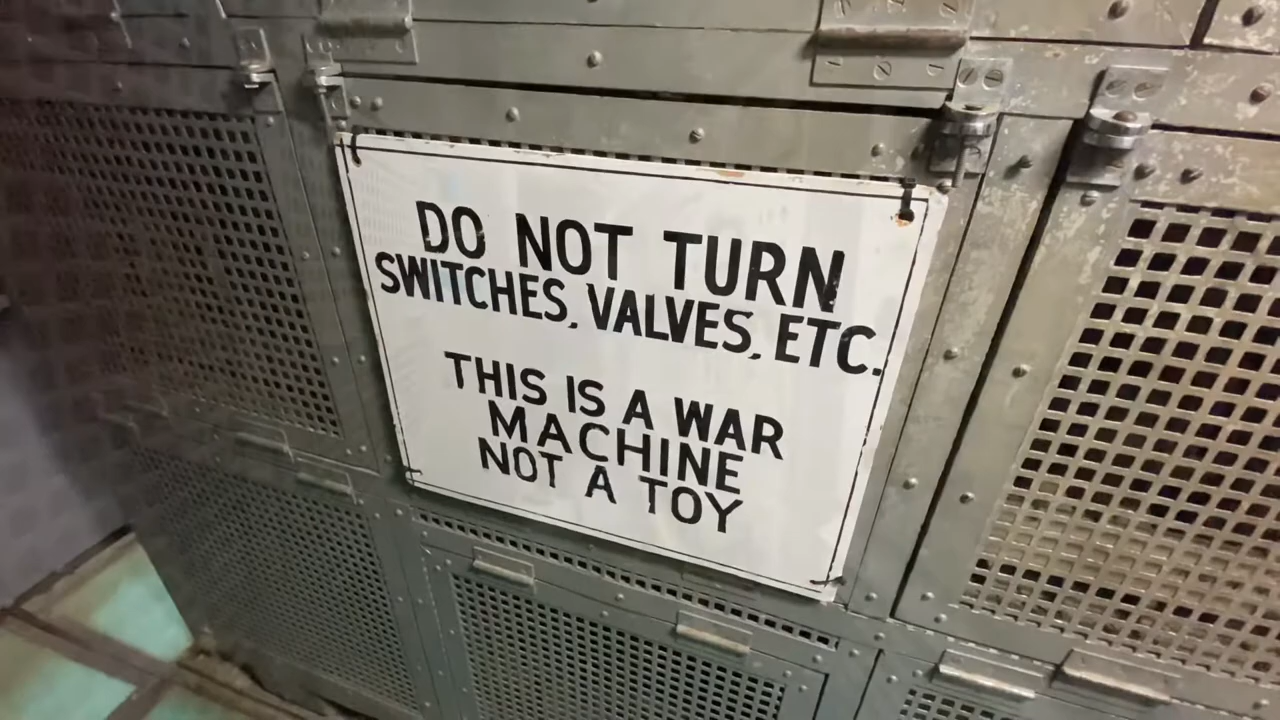 DO NOT TURN
SWITCHES, VALVES, ETC.
THIS IS A WAR
MACHINE
NOT A TOY